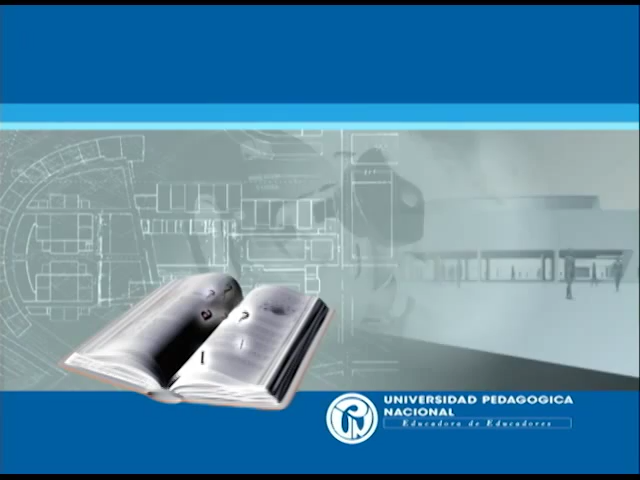 ? ?
a ?
l i
UNIVERSIDAD PEDAGOGICA
NACIONAL
Educadora de Educadores